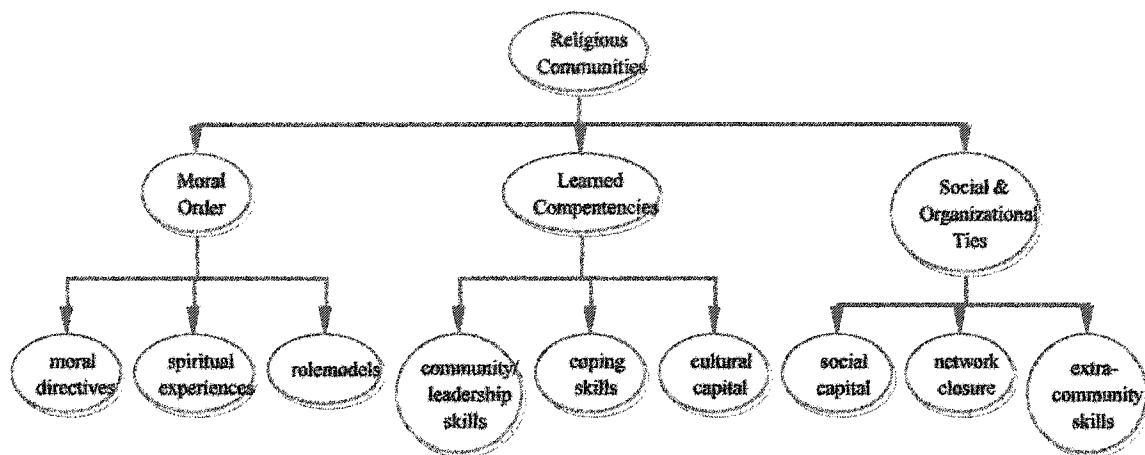 Religious
Communities
Moral
Order
Learned
Compentencies
Social &
Organizational
Ties
moral
directives
spiritual
experiences
rolemodels
community/
leadership
skills
coping
skills
cultural
capital
social
capital
network
closure
extra-
community
skills